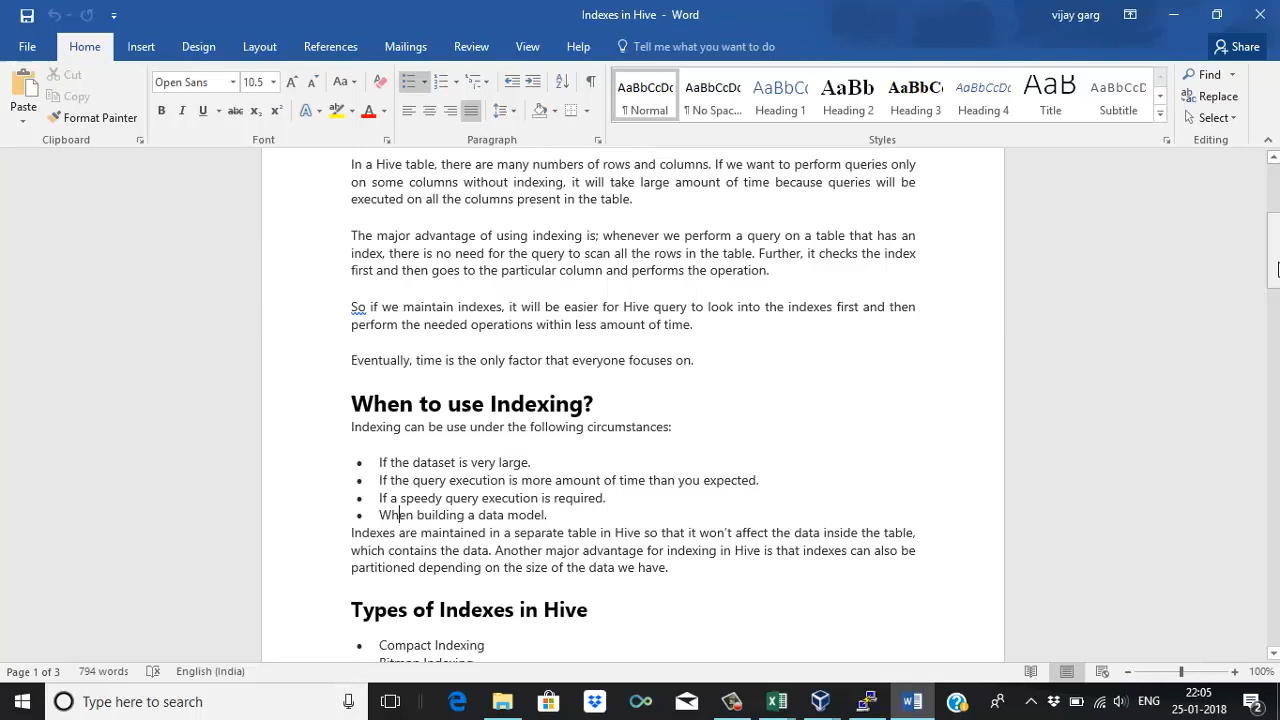 Indexes in Hive - Word
vijay garg
File Home Insert Design Layout References Mailings Review View Help Tell me what you want to do Share
Paste
Cut
Copy
Format Painter
Clipboard
Open Sans 10.5
Font
Paragraph
AaBbCcDc ¶ Normal
AaBbCcDc ¶ No Spac...
AaBbCc Heading 1
AaBb Heading 2
AaBbC Heading 3
AaBbCcDc Heading 4
AaB Title
AaBbCcDc Subtitle
Styles
Find
Replace
Select
Editing
In a Hive table, there are many numbers of rows and columns. If we want to perform queries only
on some columns without indexing, it will take large amount of time because queries will be
executed on all the columns present in the table.
The major advantage of using indexing is; whenever we perform a query on a table that has an
index, there is no need for the query to scan all the rows in the table. Further, it checks the index
first and then goes to the particular column and performs the operation.
So if we maintain indexes, it will be easier for Hive query to look into the indexes first and then
perform the needed operations within less amount of time.
Eventually, time is the only factor that everyone focuses on.
When to use Indexing?
Indexing can be use under the following circumstances:
• If the dataset is very large.
• If the query execution is more amount of time than you expected.
• If a speedy query execution is required.
• When building a data model.
Indexes are maintained in a separate table in Hive so that it won't affect the data inside the table,
which contains the data. Another major advantage for indexing in Hive is that indexes can also be
partitioned depending on the size of the data we have.
Types of Indexes in Hive
• Compact Indexing
Bitmap Indexing
Page 1 of 3 794 words English (India) 100%
Type here to search
ENG
22:05
25-01-2018
2